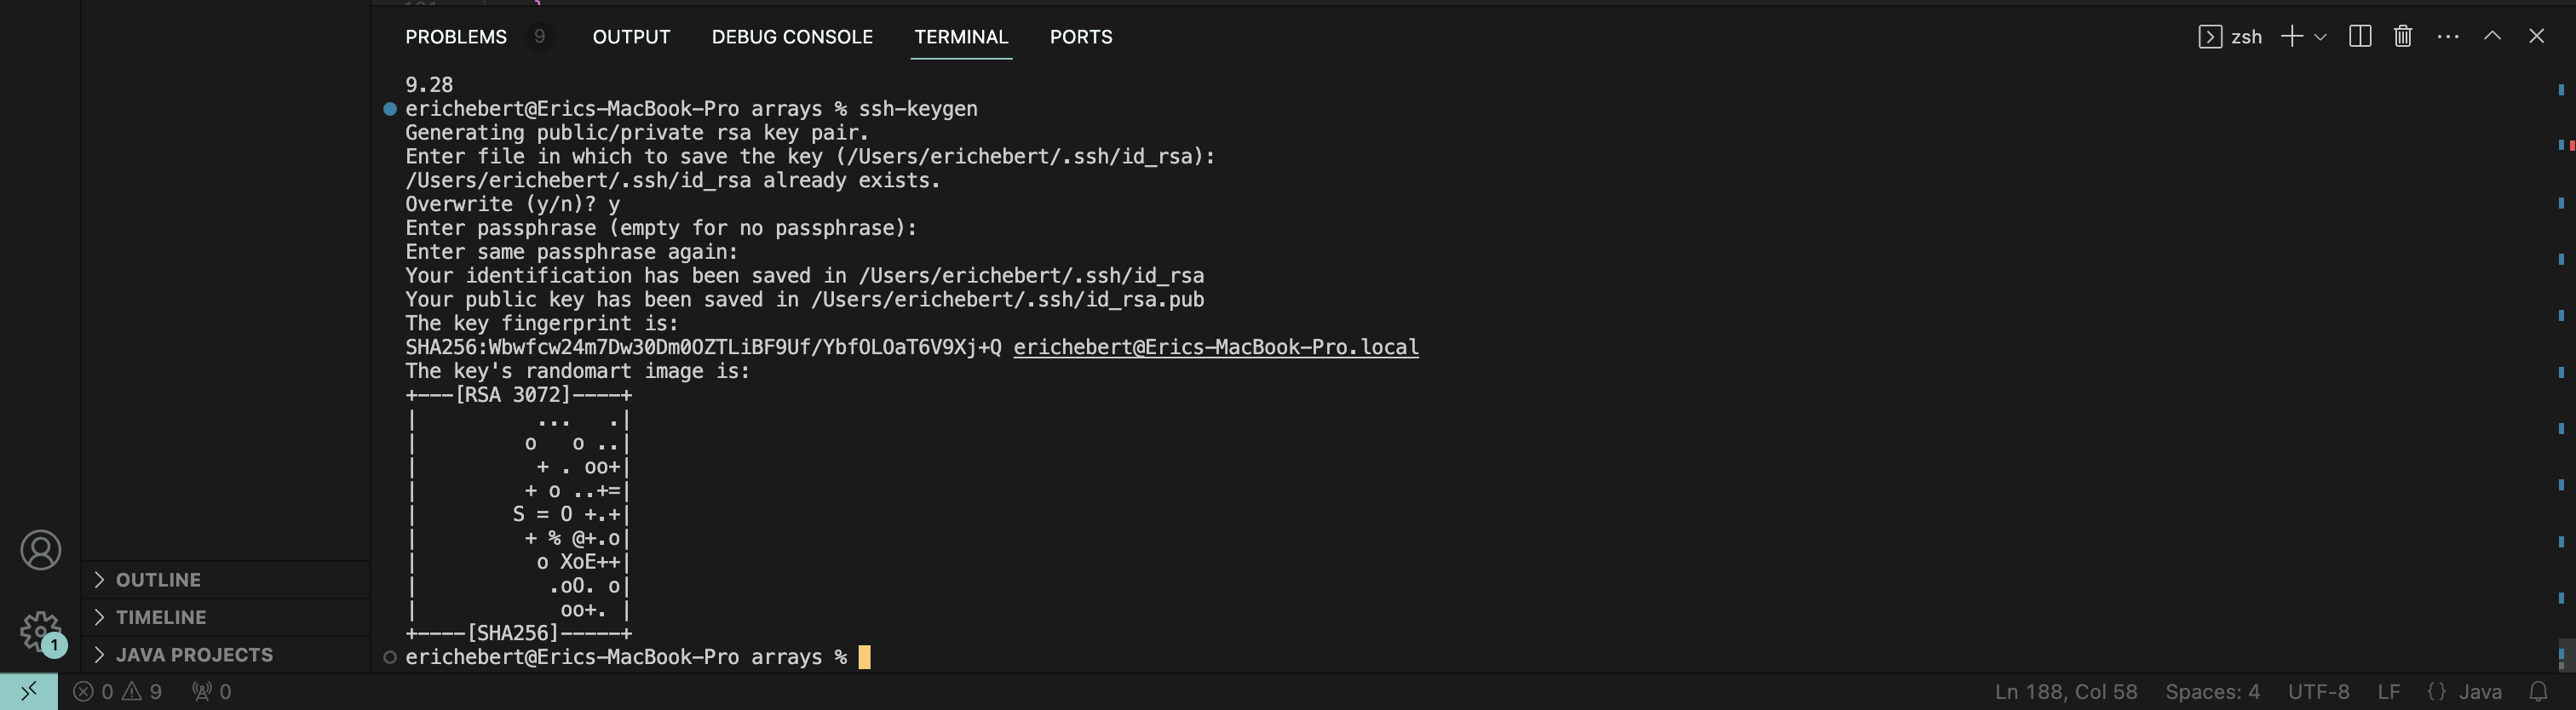 PROBLEMS 9 OUTPUT DEBUG CONSOLE TERMINAL PORTS zsh
9.28
erichebert@Erics-MacBook-Pro arrays % ssh-keygen
Generating public/private rsa key pair.
Enter file in which to save the key (/Users/erichebert/.ssh/id_rsa):
/Users/erichebert/.ssh/id_rsa already exists.
Overwrite (y/n)? y
Enter passphrase (empty for no passphrase):
Enter same passphrase again:
Your identification has been saved in /Users/erichebert/.ssh/id_rsa
Your public key has been saved in /Users/erichebert/.ssh/id_rsa.pub
The key fingerprint is:
SHA256:Wbwfcw24m7Dw30Dm0OZTLiBF9Uf/YbfOLOaT6V9Xj+Q erichebert@Erics-MacBook-Pro.local
The key's randomart image is:
+---[RSA 3072]----+
|          ...   .|
|         o   o ..|
|          + . oo+|
|         + o ..+=|
|        S = O +.+|
|         + % @+.o|
|          o XoE++|
|           .oO. o|
|            oo+. |
+----[SHA256]-----+
erichebert@Erics-MacBook-Pro arrays %
OUTLINE
TIMELINE
JAVA PROJECTS
1
0 9 0 Ln 188, Col 58 Spaces: 4 UTF-8 LF {} Java